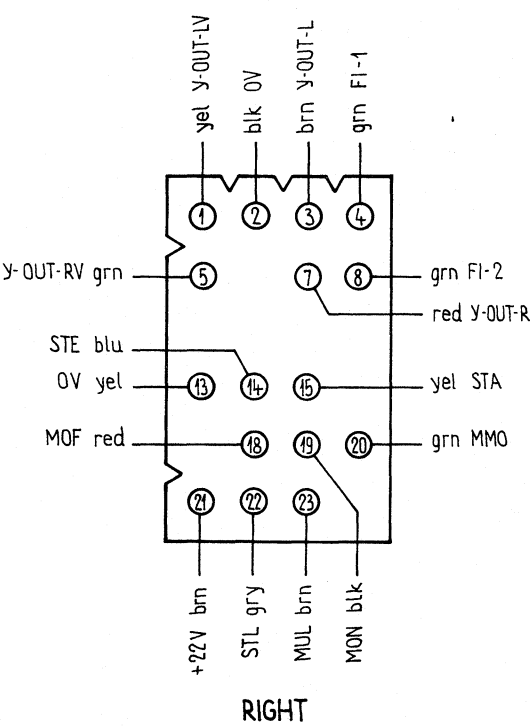 yel Y-OUT-LV
blk OV
brn Y-OUT-L
grn FI-1
1
2
3
4
Y-OUT-RV grn
5
7
8
grn FI-2
red Y-OUT-R
STE blu
OV yel
13
14
15
yel STA
MOF red
18
19
20
grn MMO
21
22
23
+22V brn
STL gry
MUL brn
MON blk
RIGHT